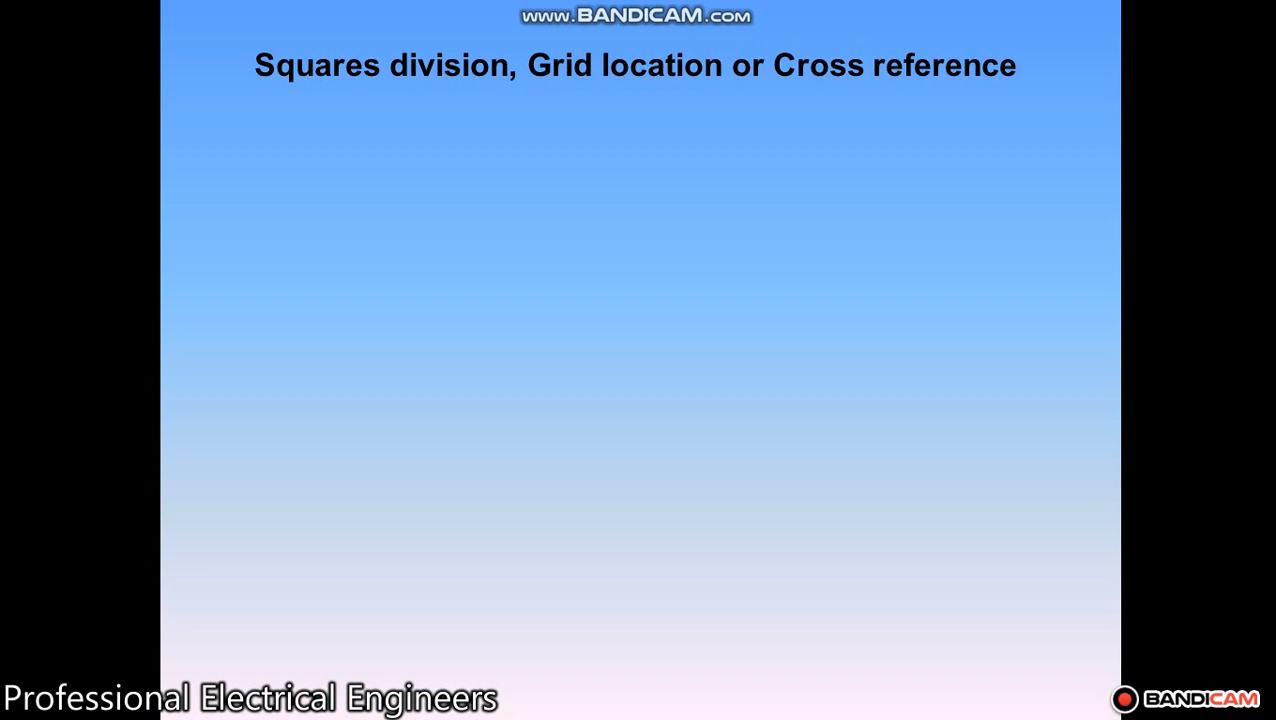 www.BANDICAM.com
Squares division, Grid location or Cross reference
Professional Electrical Engineers
BANDICAM